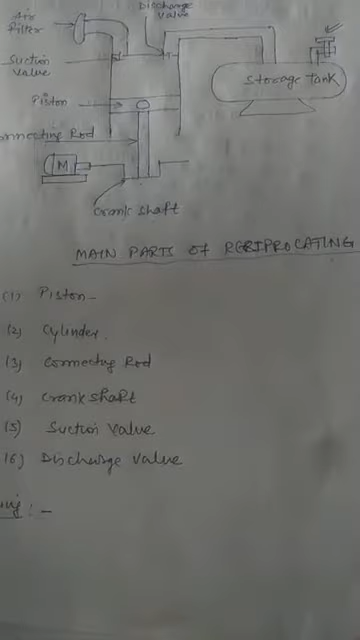 Air
Filter
Discharge
valve
Suction
valve
Storage Tank
Piston
Connecting Rod
M
Crank shaft
MAIN PARTS OF RECIPROCATING
(1) Piston -
(2) Cylinder.
(3) Connecting Rod
(4) Crank shaft
(5) Suction valve
(6) Discharge valve
:-